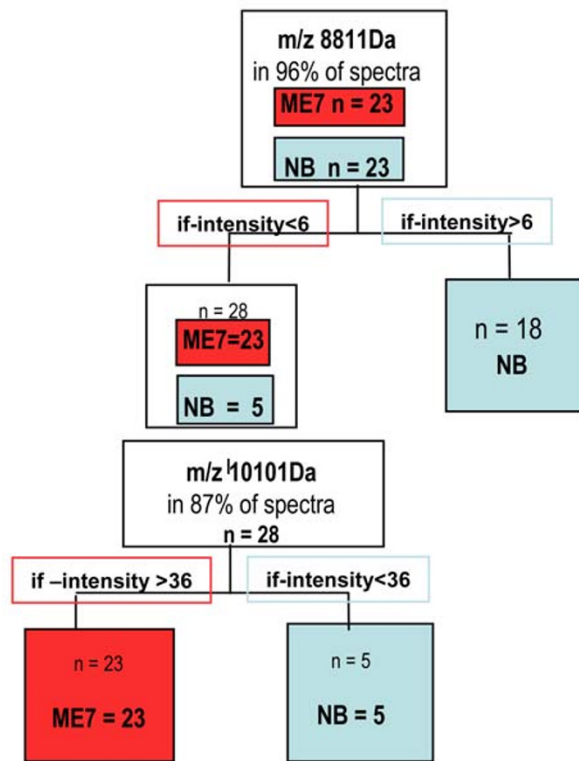 m/z 8811Da
in 96% of spectra
ME7 n = 23
NB n = 23
if-intensity<6
if-intensity>6
n = 28
ME7=23
NB = 5
n = 18
NB
m/z 10101Da
in 87% of spectra
n = 28
if –intensity >36
if-intensity<36
n = 23
ME7 = 23
n = 5
NB = 5